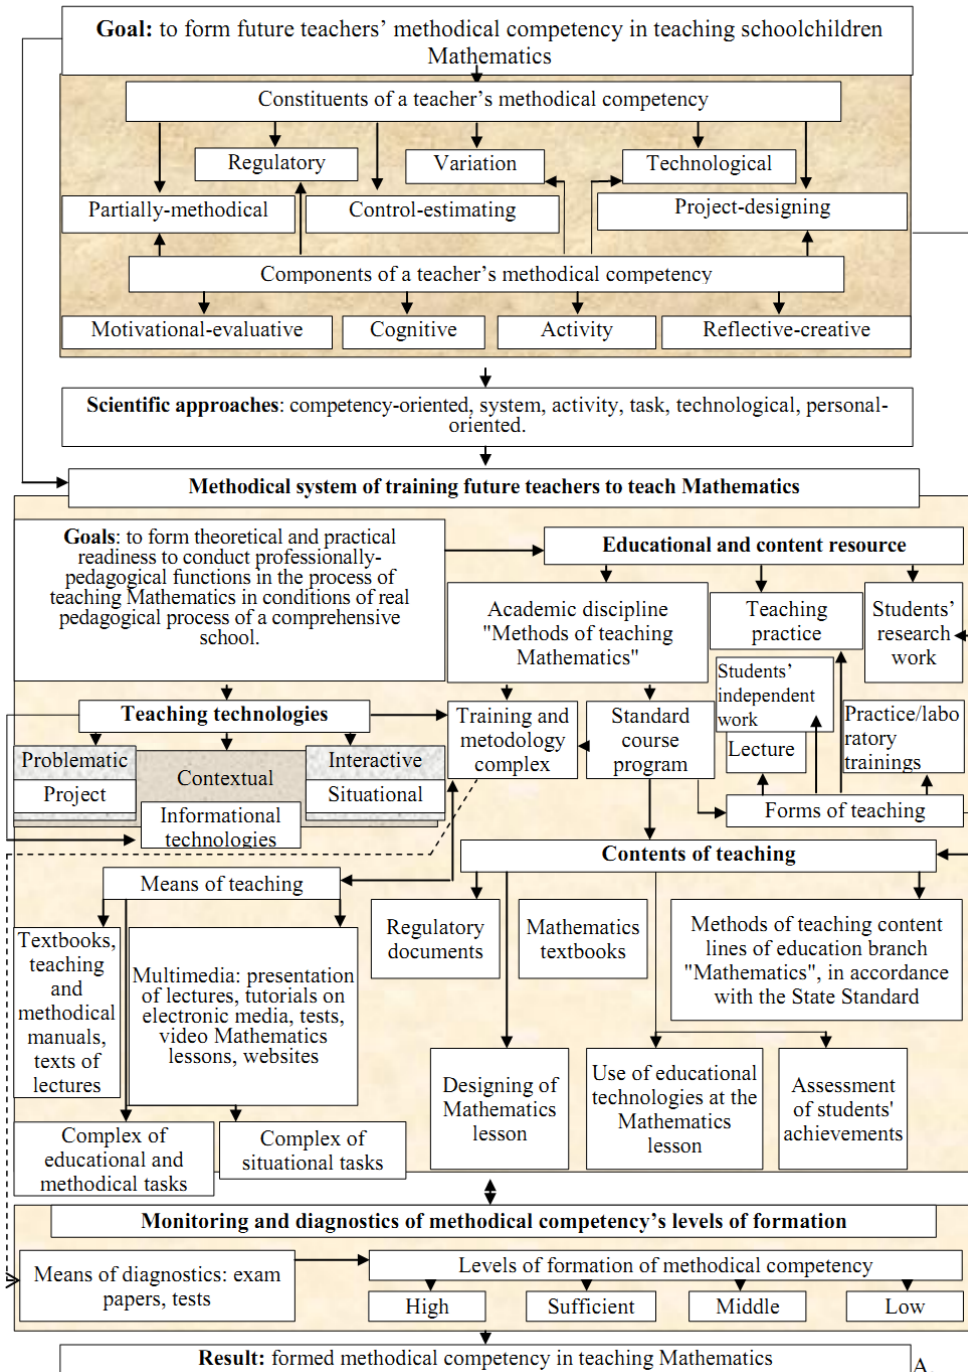 Goal: to form future teachers' methodical competency in teaching schoolchildren
Mathematics
Constituents of a teacher's methodical competency
Regulatory
Variation
Technological
Partially-methodical
Control-estimating
Project-designing
Components of a teacher's methodical competency
Motivational-evaluative
Cognitive
Activity
Reflective-creative
Scientific approaches: competency-oriented, system, activity, task, technological, personal-
oriented.
Methodical system of training future teachers to teach Mathematics
Goals: to form theoretical and practical
readiness to conduct professionally-
pedagogical functions in the process of
teaching Mathematics in conditions of real
pedagogical process of a comprehensive
school.
Educational and content resource
Academic discipline
"Methods of teaching
Mathematics"
Teaching
practice
Students'
research
work
Teaching technologies
Training and
metodology
complex
Standard
course
program
Students'
independent
work
Lecture
Practice/labo
ratory
trainings
Problematic
Project
Contextual
Interactive
Situational
Informational
technologies
Forms of teaching
Contents of teaching
Means of teaching
Textbooks,
teaching
and
methodical
manuals,
texts of
lectures
Multimedia: presentation
of lectures, tutorials on
electronic media, tests,
video Mathematics
lessons, websites
Regulatory
documents
Mathematics
textbooks
Methods of teaching content
lines of education branch
"Mathematics", in accordance
with the State Standard
Designing of
Mathematics
lesson
Use of educational
technologies at the
Mathematics
lesson
Assessment
of students'
achievements
Complex of
educational and
methodical tasks
Complex of
situational tasks
Monitoring and diagnostics of methodical competency's levels of formation
Means of diagnostics: exam
papers, tests
Levels of formation of methodical competency
High
Sufficient
Middle
Low
Result: formed methodical competency in teaching Mathematics
A.